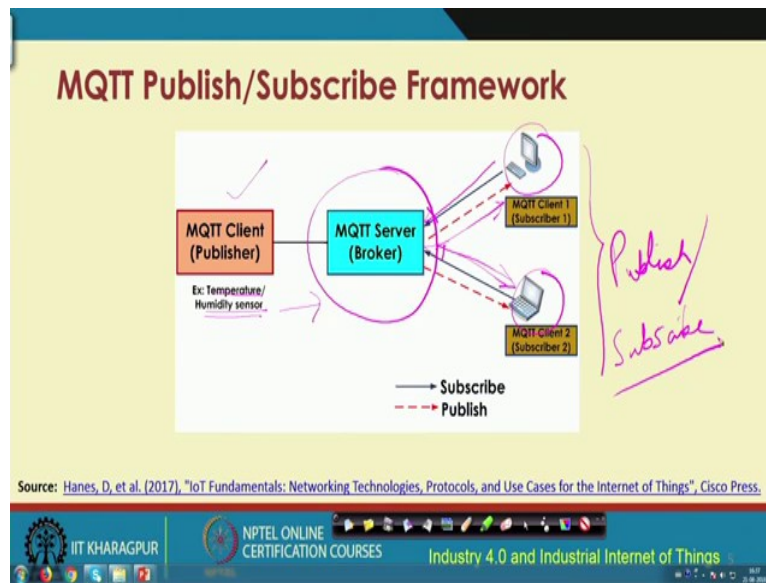 MQTT Publish/Subscribe Framework
MQTT Client
(Publisher)
Ex: Temperature/
Humidity sensor
MQTT Server
(Broker)
MQTT Client 1
(Subscriber 1)
MQTT Client 2
(Subscriber 2)
Subscribe
Publish
Publish/
Subscribe
Source: Hanes, D, et al. (2017), "IoT Fundamentals: Networking Technologies, Protocols, and Use Cases for the Internet of Things", Cisco Press.
IIT KHARAGPUR
NPTEL ONLINE
CERTIFICATION COURSES
Industry 4.0 and Industrial Internet of Things